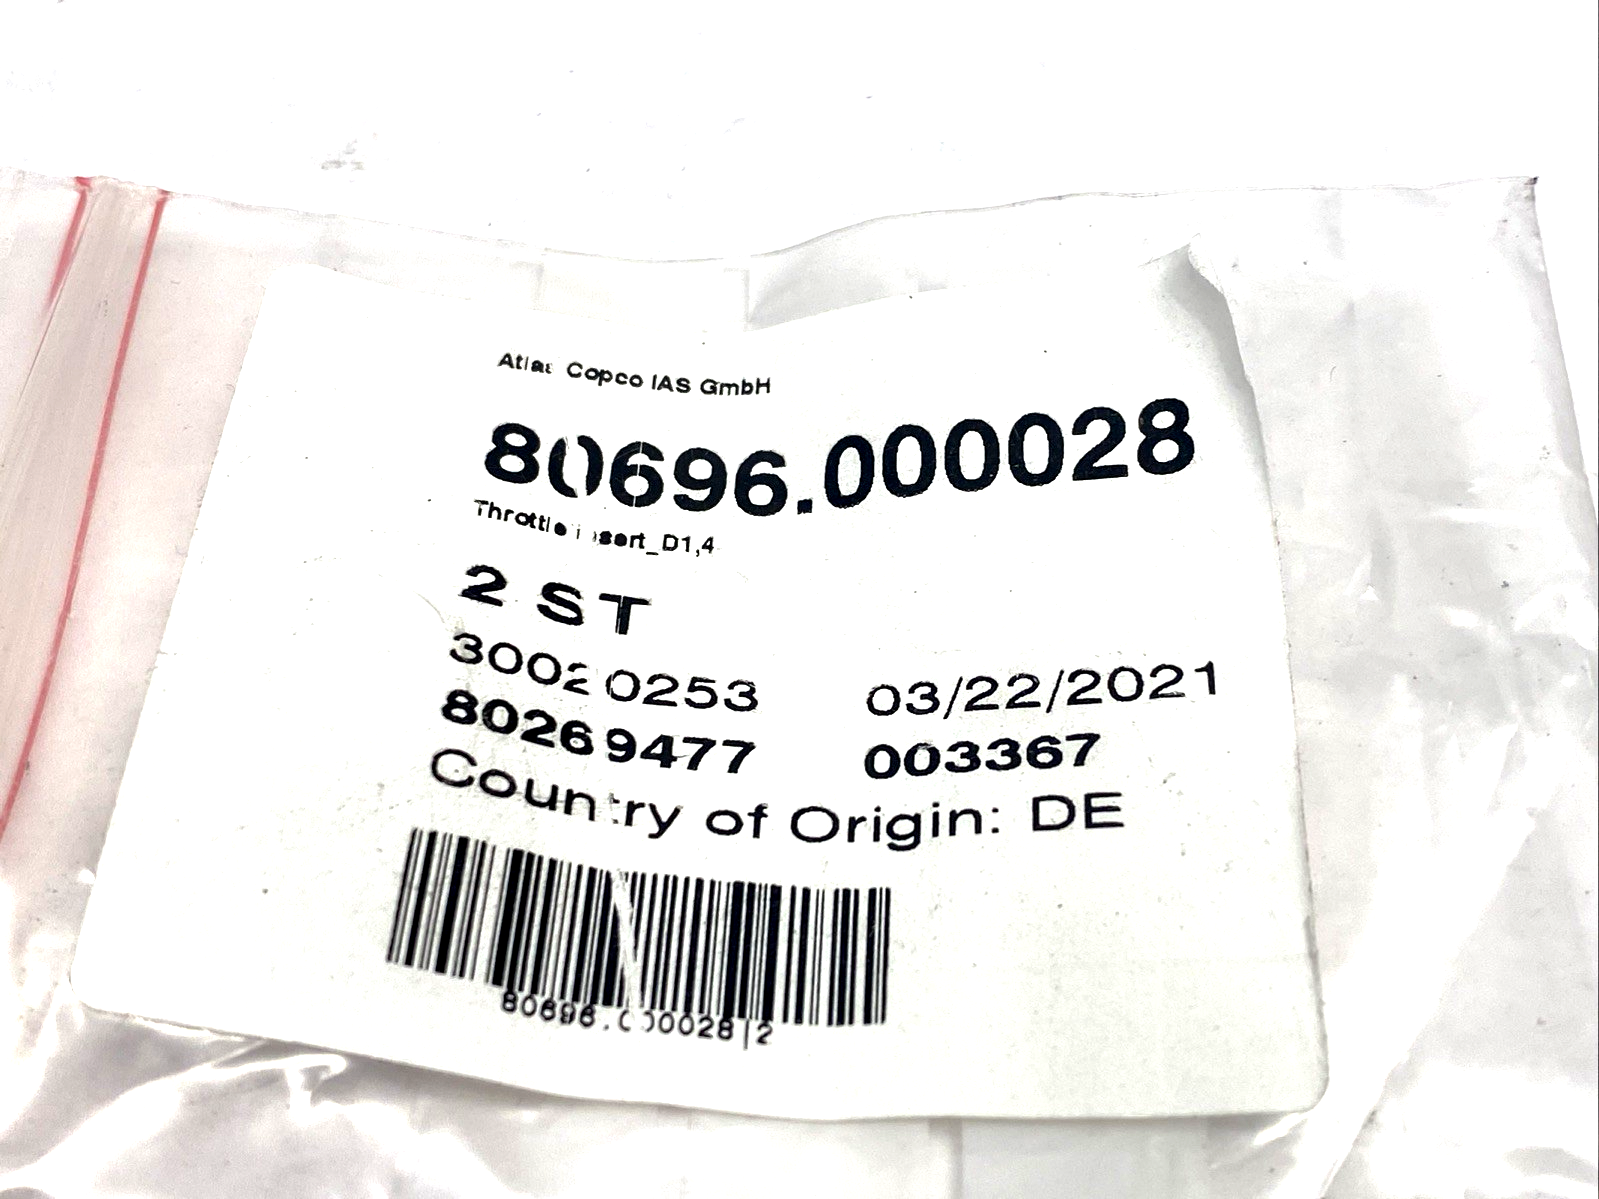 Atlas Copco IAS GmbH
80696.000028
Throttle insert_D1,4
2 ST
30020253 03/22/2021
80269477 003367
Country of Origin: DE
80696.000028|2